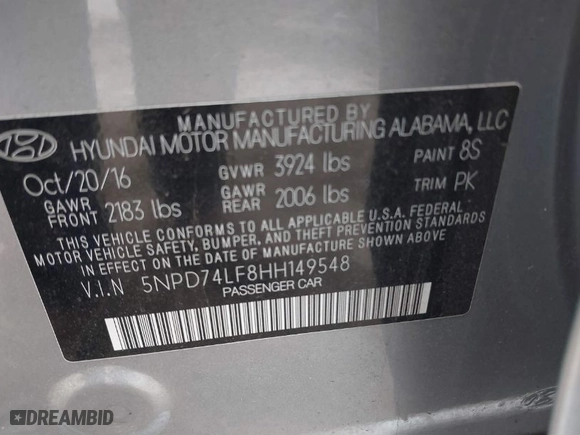 MANUFACTURED BY
HYUNDAI MOTOR MANUFACTURING ALABAMA, LLC
Oct/20/16 GVWR 3924 lbs PAINT 8S
GAWR FRONT 2183 lbs GAWR REAR 2006 lbs TRIM PK
THIS VEHICLE CONFORMS TO ALL APPLICABLE U.S.A. FEDERAL
MOTOR VEHICLE SAFETY, BUMPER, AND THEFT PREVENTION STANDARDS
IN EFFECT ON THE DATE OF MANUFACTURE SHOWN ABOVE.
V.I.N 5NPD74LF8HH149548
PASSENGER CAR
DREAMBID